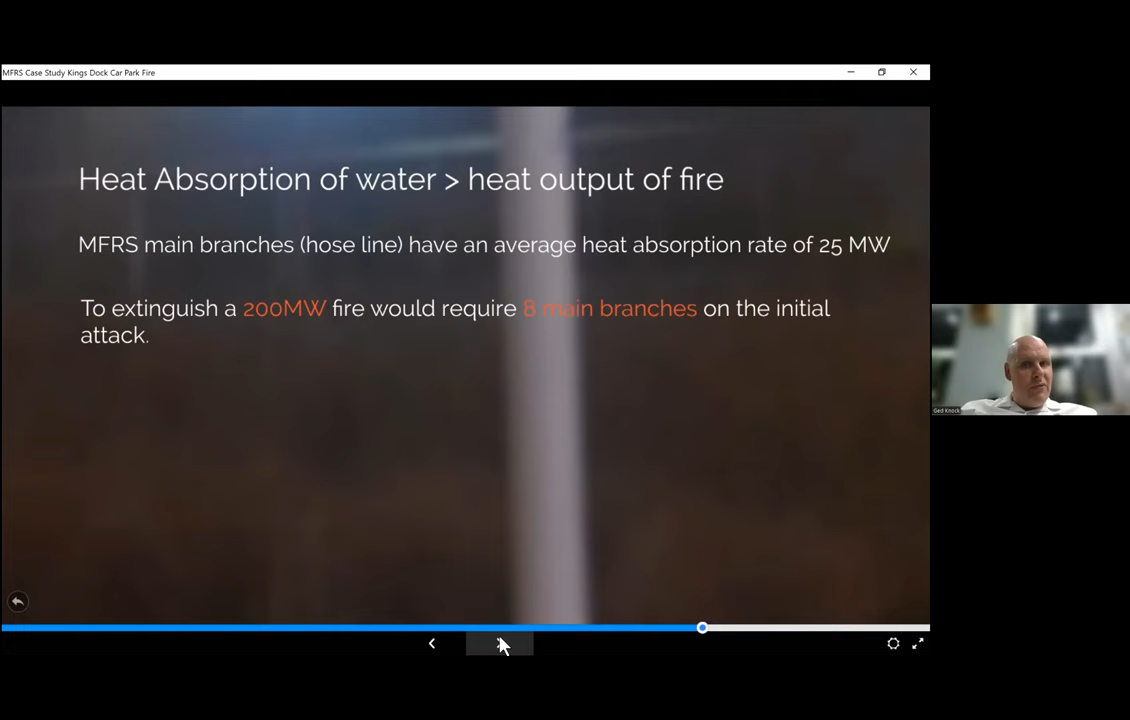 MFRS Case Study Kings Dock Car Park Fire
Heat Absorption of water > heat output of fire
MFRS main branches (hose line) have an average heat absorption rate of 25 MW
To extinguish a 200MW fire would require 8 main branches on the initial
attack.
Ged Knock